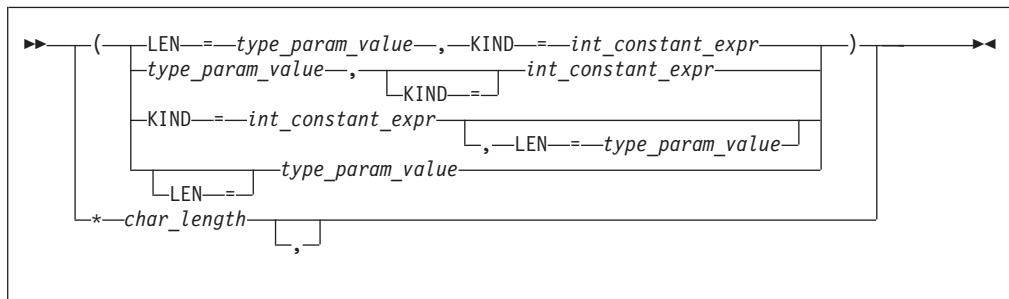 ( LEN = type_param_value , KIND = int_constant_expr )
type_param_value , int_constant_expr
KIND =
KIND = int_constant_expr
, LEN = type_param_value
type_param_value
LEN =
* char_length
,